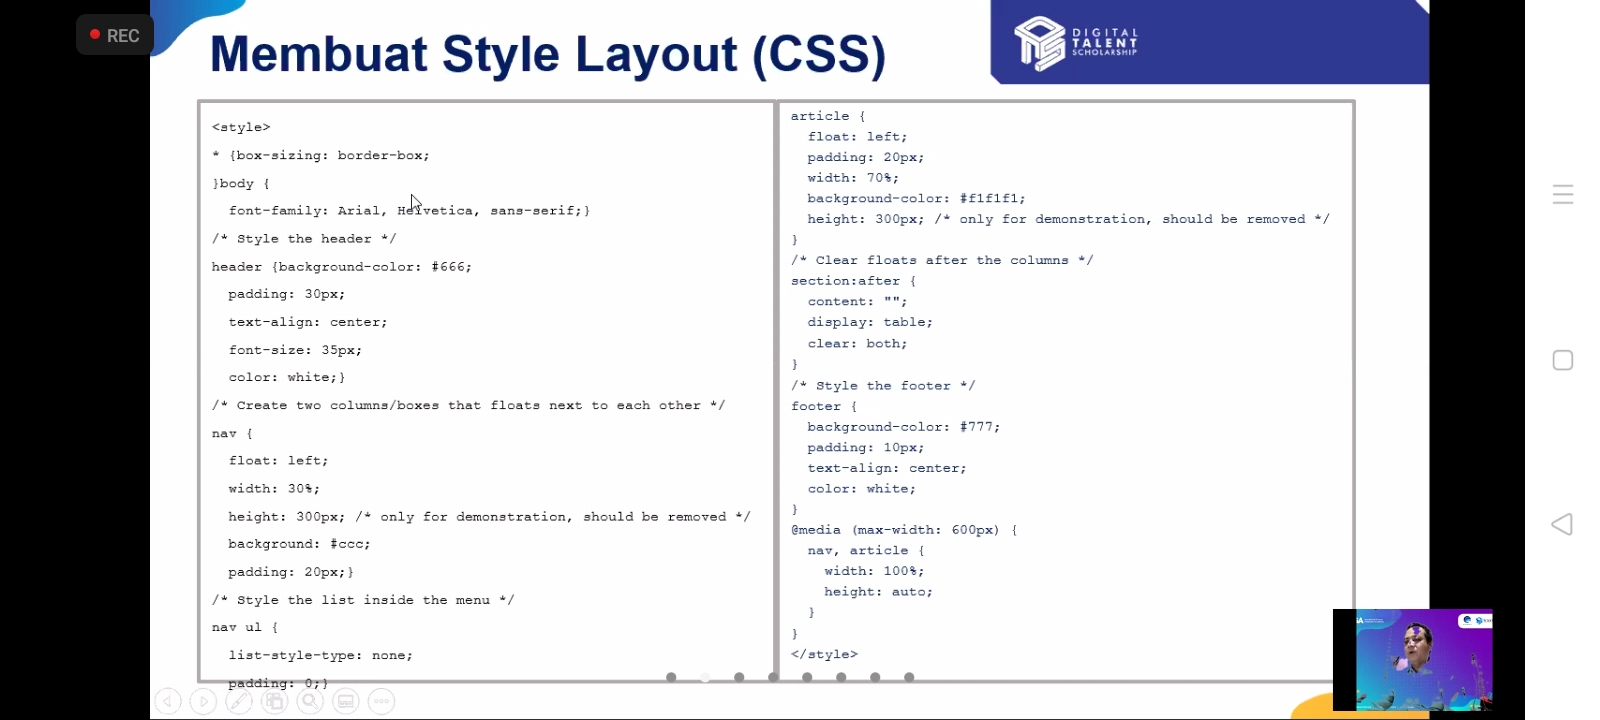 REC
Membuat Style Layout (CSS)
DIGITAL
TALENT
SCHOLARSHIP
<style>
* {box-sizing: border-box;
}body {
font-family: Arial, Helvetica, sans-serif;}
/* Style the header */
header {background-color: #666;
padding: 30px;
text-align: center;
font-size: 35px;
color: white;}
/* Create two columns/boxes that floats next to each other */
nav {
float: left;
width: 30%;
height: 300px; /* only for demonstration, should be removed */
background: #ccc;
padding: 20px;}
/* Style the list inside the menu */
nav ul {
list-style-type: none;
padding: 0;}
article {
float: left;
padding: 20px;
width: 70%;
background-color: #f1f1f1;
height: 300px; /* only for demonstration, should be removed */
}
/* Clear floats after the columns */
section:after {
content: "";
display: table;
clear: both;
}
/* Style the footer */
footer {
background-color: #777;
padding: 10px;
text-align: center;
color: white;
}
@media (max-width: 600px) {
nav, article {
width: 100%;
height: auto;
}
}
</style>